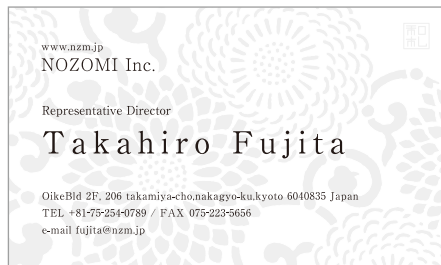 www.nzm.jp
NOZOMI Inc.
Representative Director
Takahiro Fujita
OikeBld 2F, 206 takamiya-cho,nakagyo-ku,kyoto 6040835 Japan
TEL +81-75-254-0789 / FAX 075-223-5656
e-mail fujita@nzm.jp